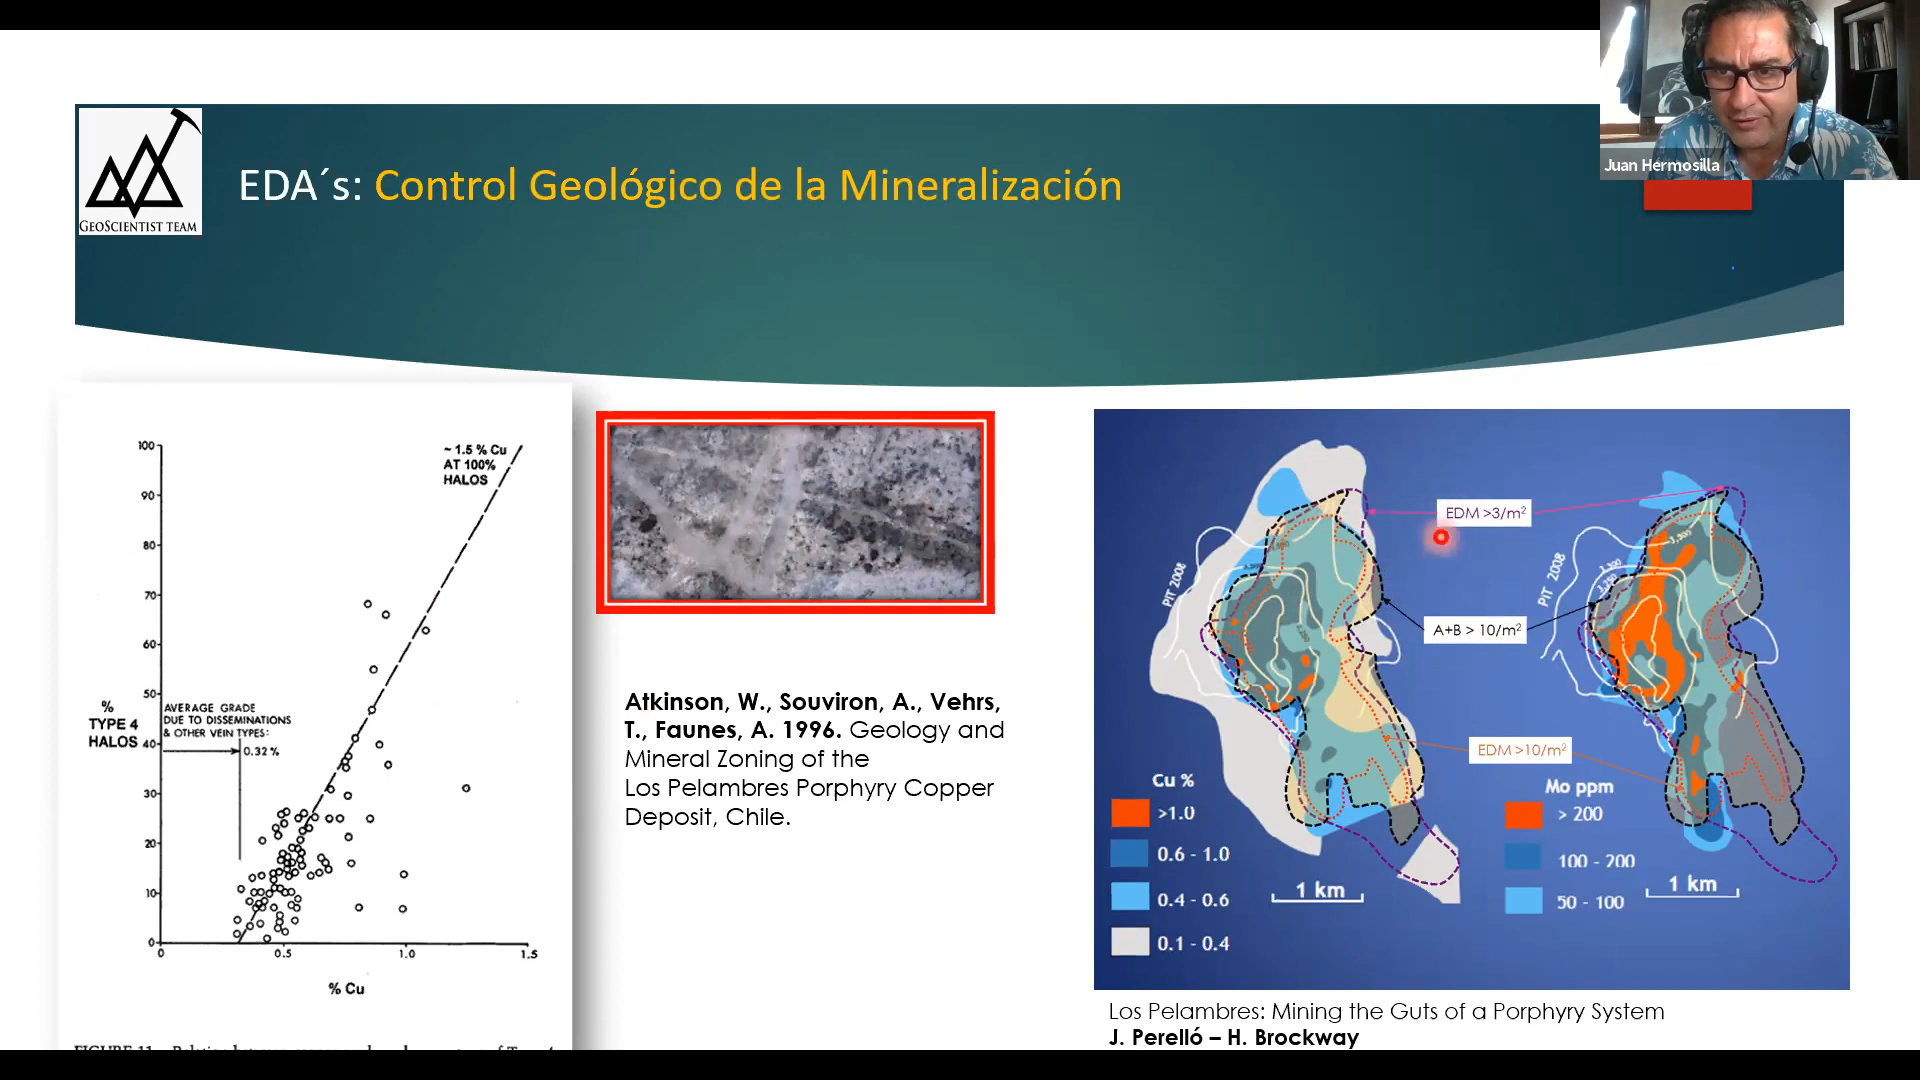 Juan Hermosilla
GEOSCIENTIST TEAM
EDA´s: Control Geológico de la Mineralización
~ 1.5 % Cu
AT 100%
HALOS
100
90
80
70
60
50
40
30
20
10
0
%
TYPE 4
HALOS
AVERAGE GRADE
DUE TO DISSEMINATIONS
& OTHER VEIN TYPES:
0.32 %
0
0.5
1.0
1.5
% Cu
Atkinson, W., Souviron, A., Vehrs,
T., Faunes, A. 1996. Geology and
Mineral Zoning of the
Los Pelambres Porphyry Copper
Deposit, Chile.
EDM >3/m²
A+B > 10/m²
EDM >10/m²
PIT 2008
PIT 2008
Cu %
>1.0
0.6 - 1.0
0.4 - 0.6
0.1 - 0.4
1 km
Mo ppm
> 200
100 - 200
50 - 100
1 km
Los Pelambres: Mining the Guts of a Porphyry System
J. Perelló – H. Brockway